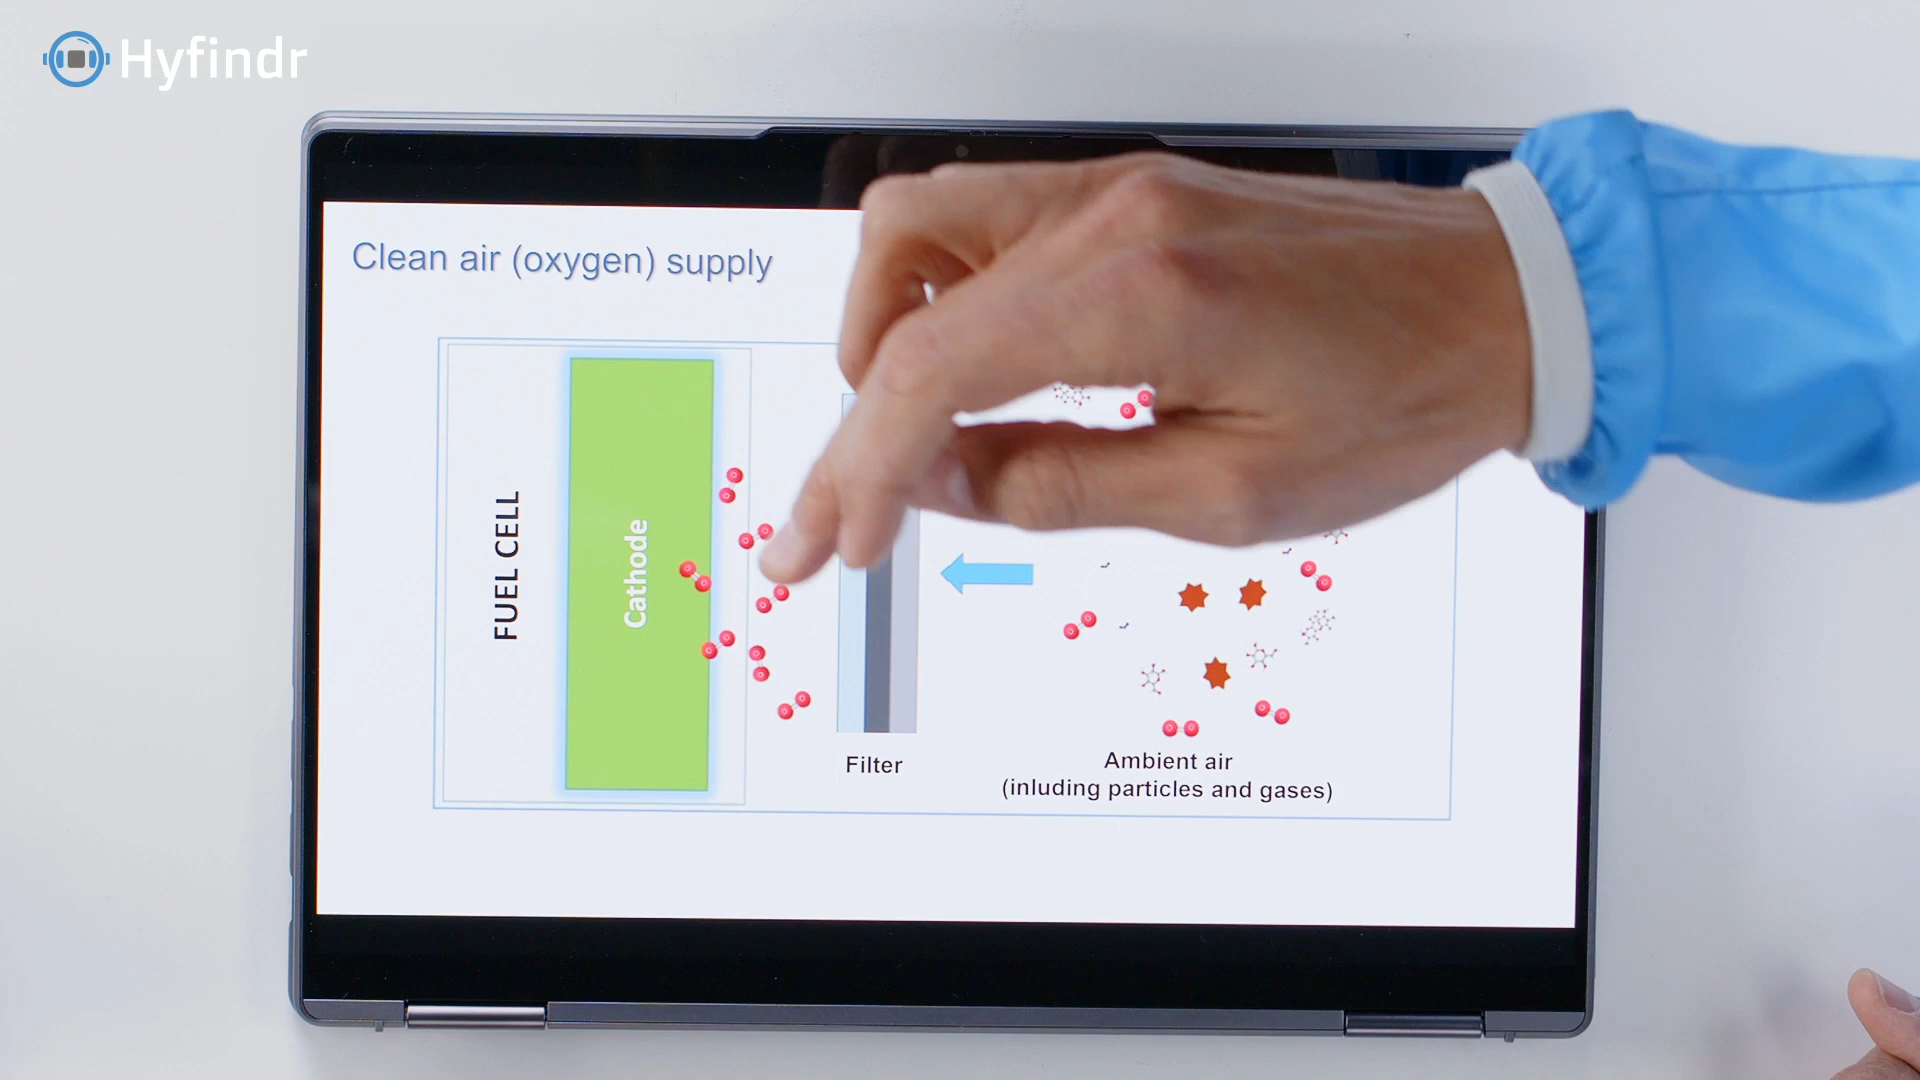 Hyfindr
Clean air (oxygen) supply
FUEL CELL
Cathode
Filter
Ambient air
(inluding particles and gases)